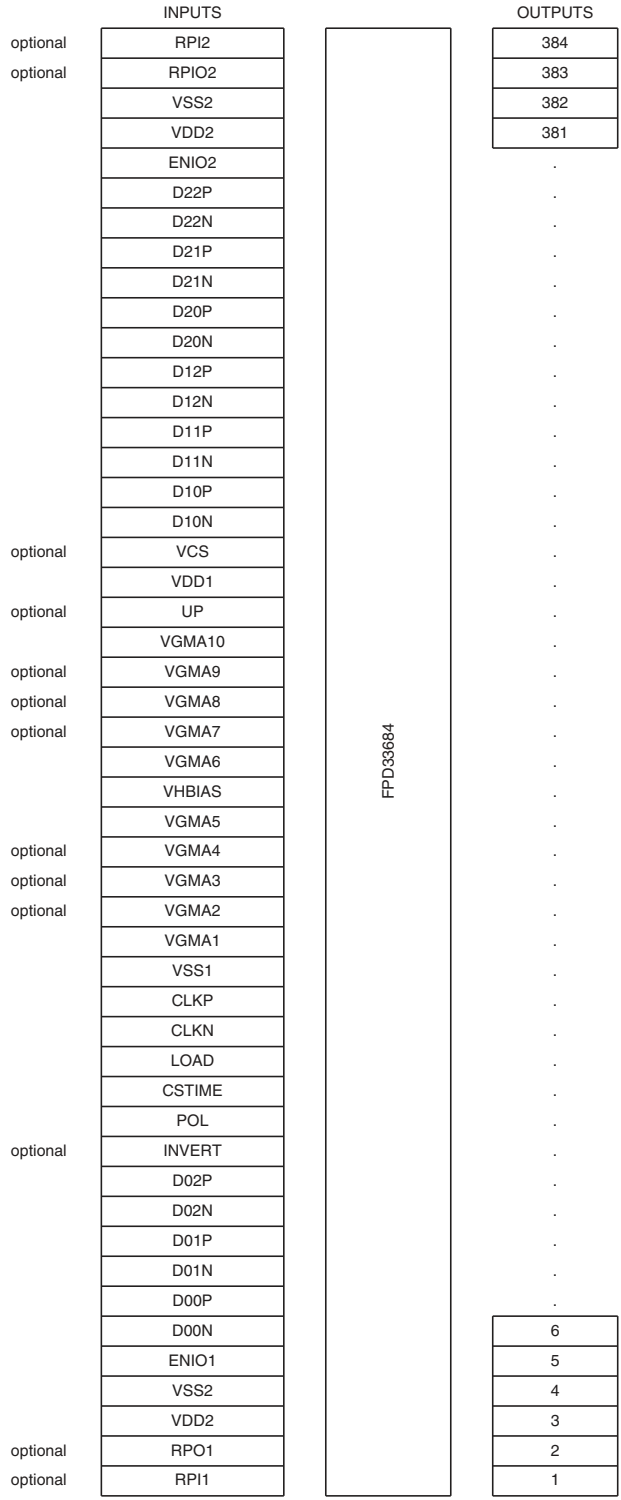 INPUTS OUTPUTS
optional RPI2 384
optional RPIO2 383
VSS2 382
VDD2 381
ENIO2 .
D22P .
D22N .
D21P .
D21N .
D20P .
D20N .
D12P .
D12N .
D11P .
D11N .
D10P .
D10N .
optional VCS .
VDD1 .
optional UP .
VGMA10 .
optional VGMA9 .
optional VGMA8 .
optional VGMA7 .
FPD33684
VGMA6 .
VHBIAS .
VGMA5 .
optional VGMA4 .
optional VGMA3 .
optional VGMA2 .
VGMA1 .
VSS1 .
CLKP .
CLKN .
LOAD .
CSTIME .
POL .
optional INVERT .
D02P .
D02N .
D01P .
D01N .
D00P .
D00N 6
ENIO1 5
VSS2 4
VDD2 3
optional RPO1 2
optional RPI1 1